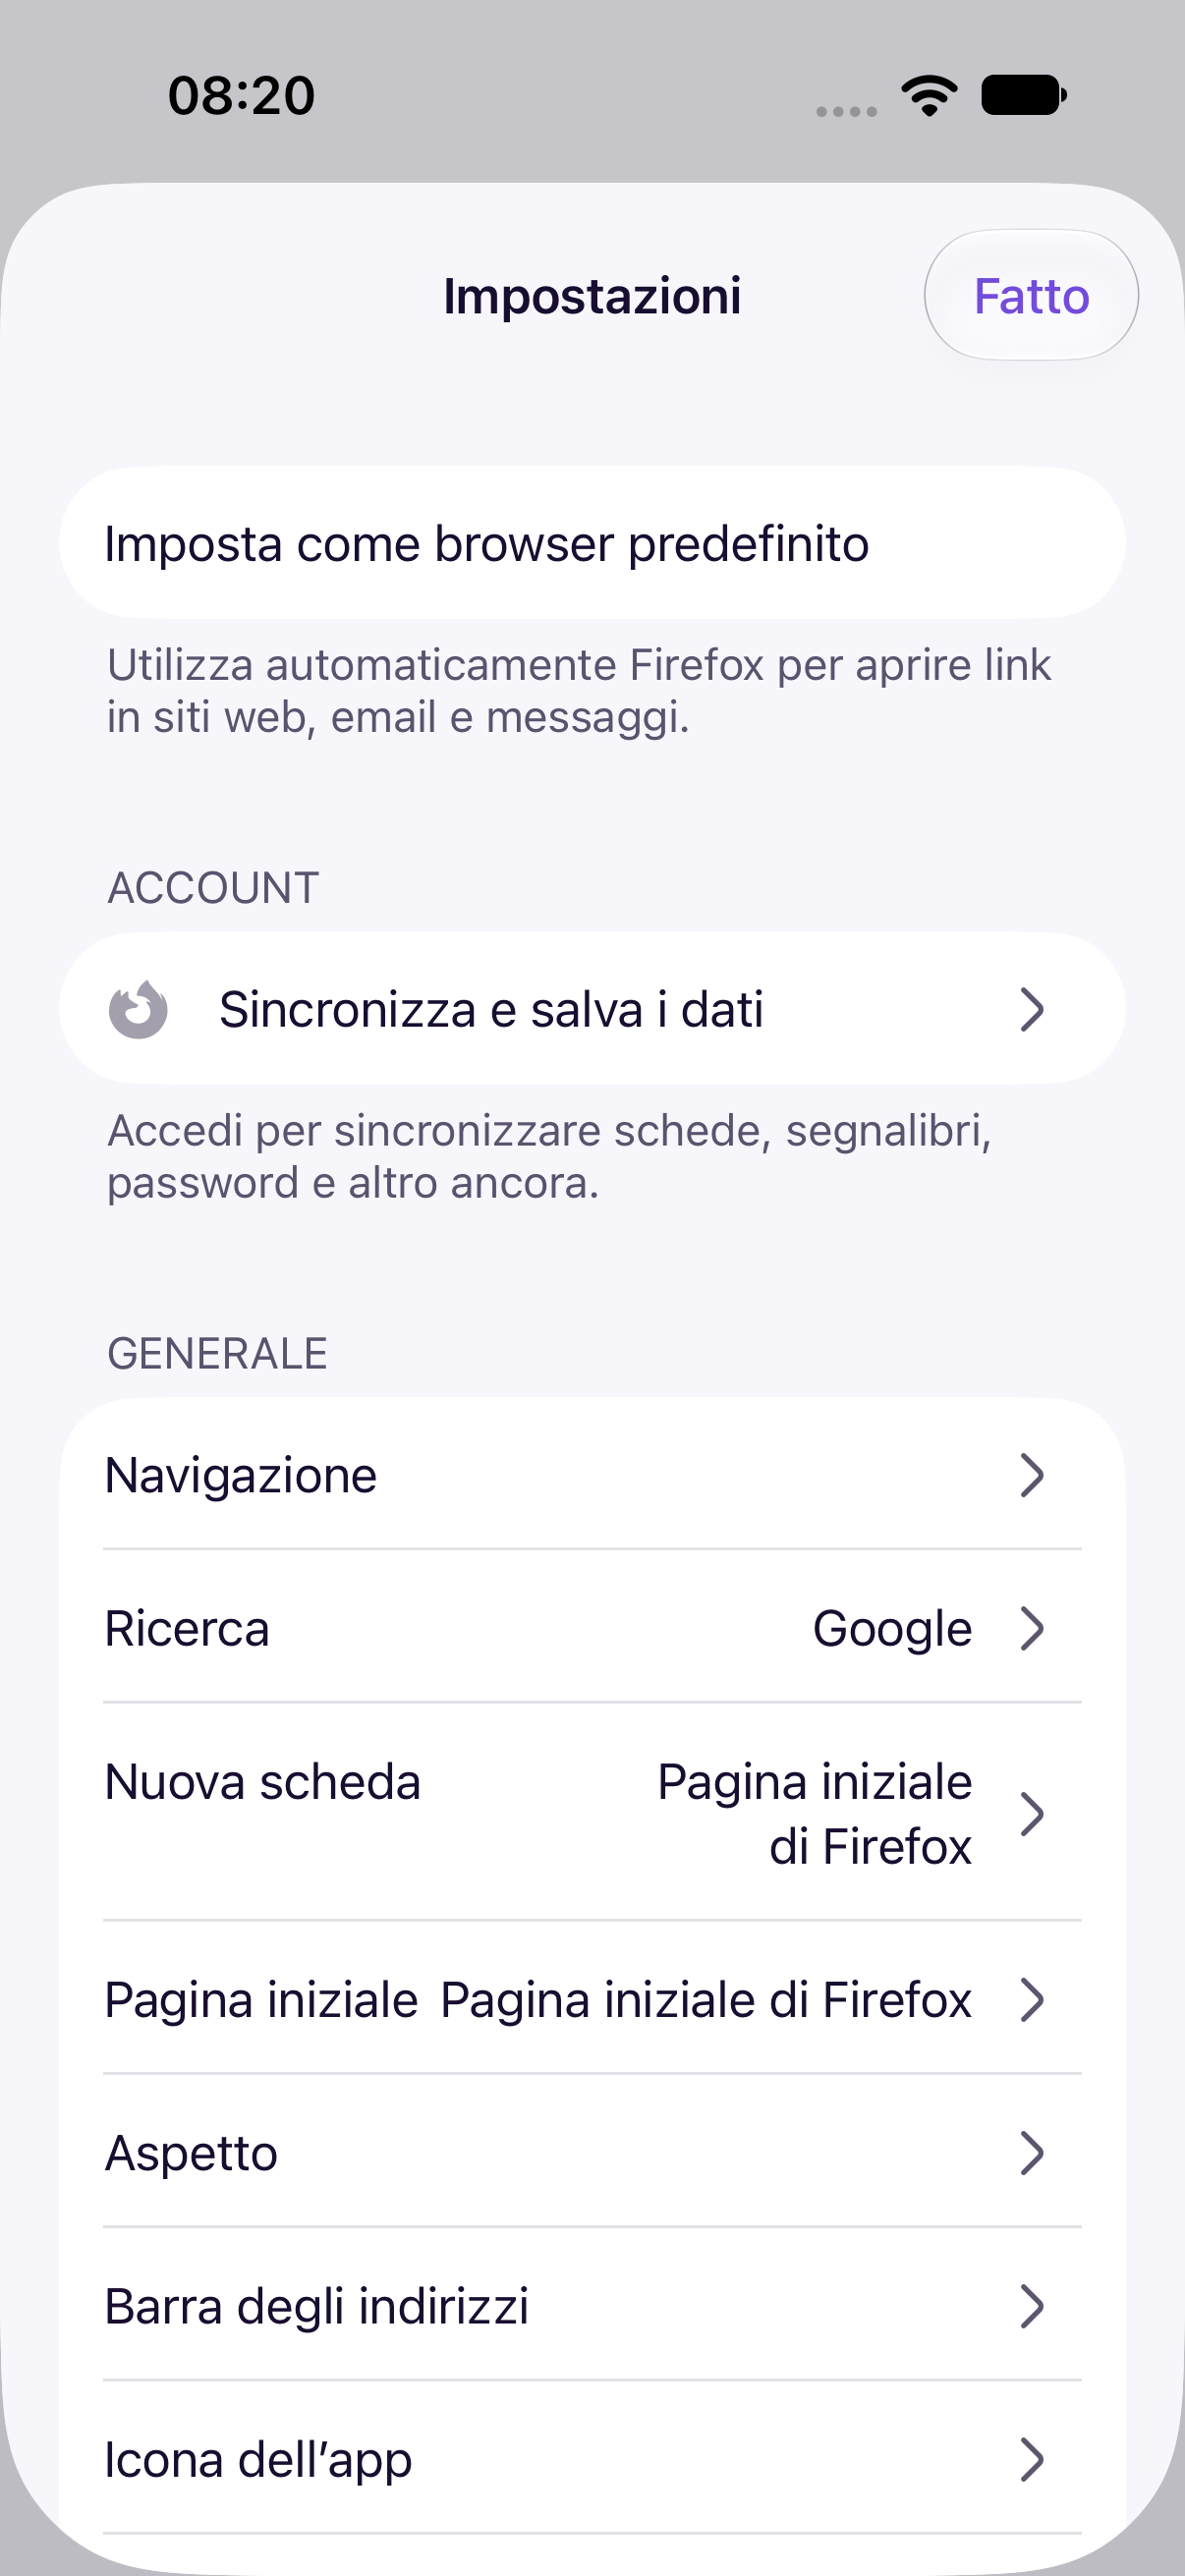 08:20
Impostazioni
Fatto
Imposta come browser predefinito
Utilizza automaticamente Firefox per aprire link
in siti web, email e messaggi.
ACCOUNT
Sincronizza e salva i dati
Accedi per sincronizzare schede, segnalibri,
password e altro ancora.
GENERALE
Navigazione
Ricerca Google
Nuova scheda Pagina iniziale
di Firefox
Pagina iniziale Pagina iniziale di Firefox
Aspetto
Barra degli indirizzi
Icona dell’app